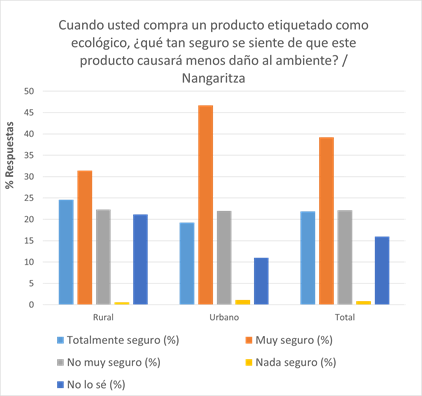 Cuando usted compra un producto etiquetado como
ecológico, ¿qué tan seguro se siente de que este
producto causará menos daño al ambiente? /
Nangaritza
% Respuestas
50
45
40
35
30
25
20
15
10
5
0
Rural Urbano Total
Totalmente seguro (%) Muy seguro (%)
No muy seguro (%) Nada seguro (%)
No lo sé (%)